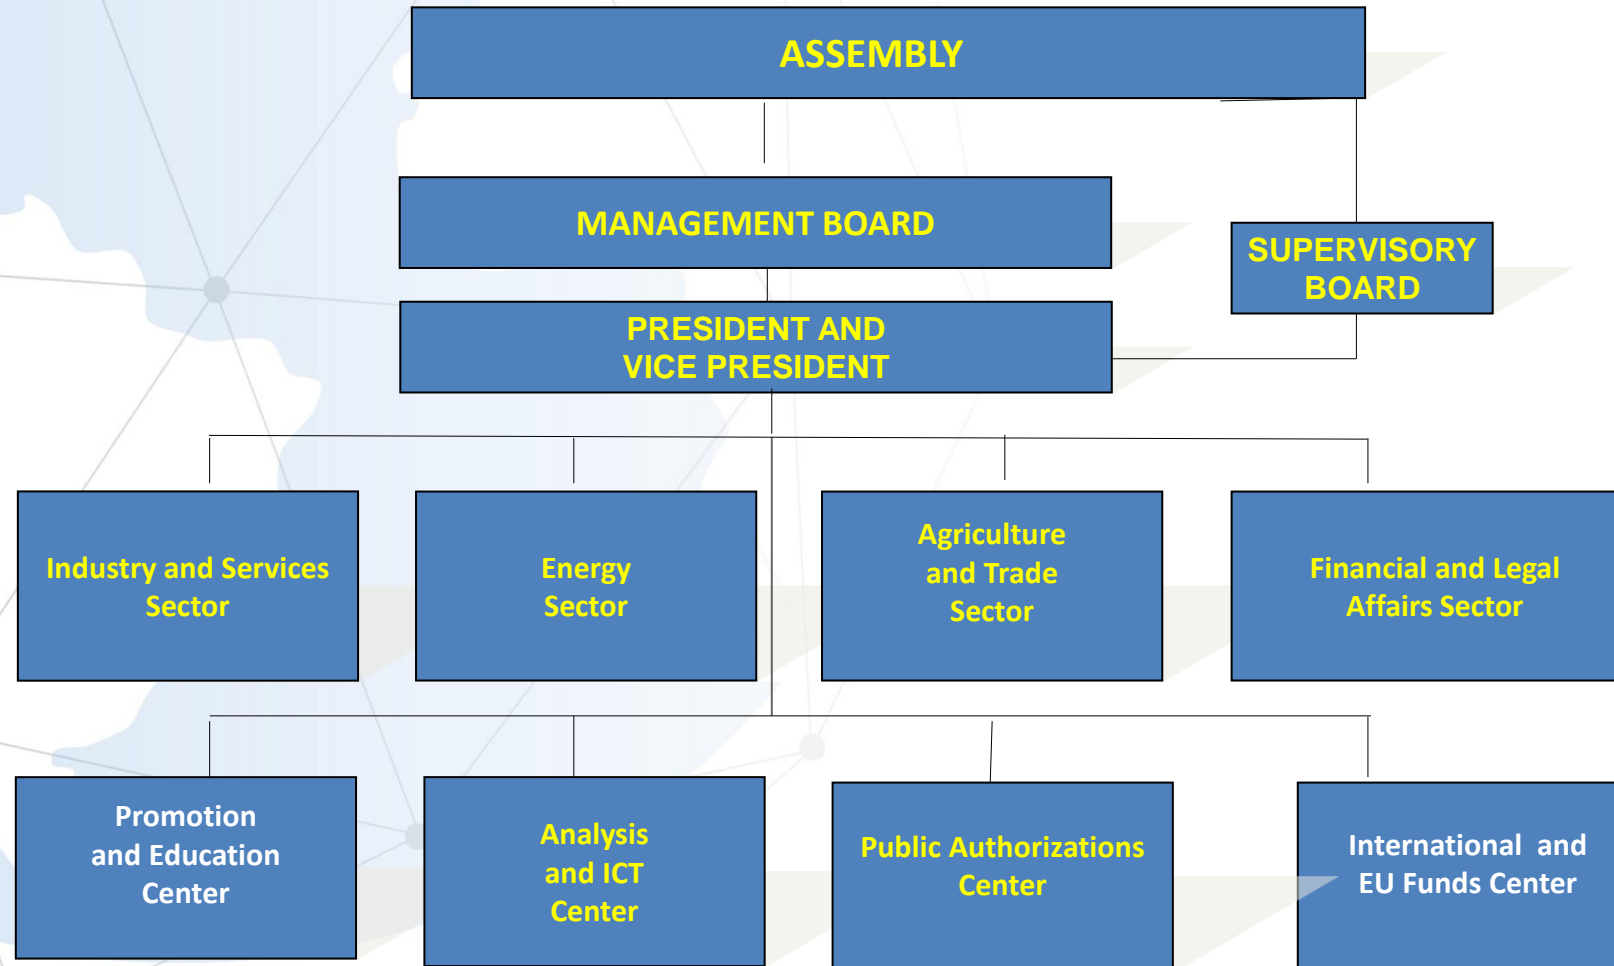 ASSEMBLY
MANAGEMENT BOARD
SUPERVISORY
BOARD
PRESIDENT AND
VICE PRESIDENT
Industry and Services
Sector
Energy
Sector
Agriculture
and Trade
Sector
Financial and Legal
Affairs Sector
Promotion
and Education
Center
Analysis
and ICT
Center
Public Authorizations
Center
International and
EU Funds Center